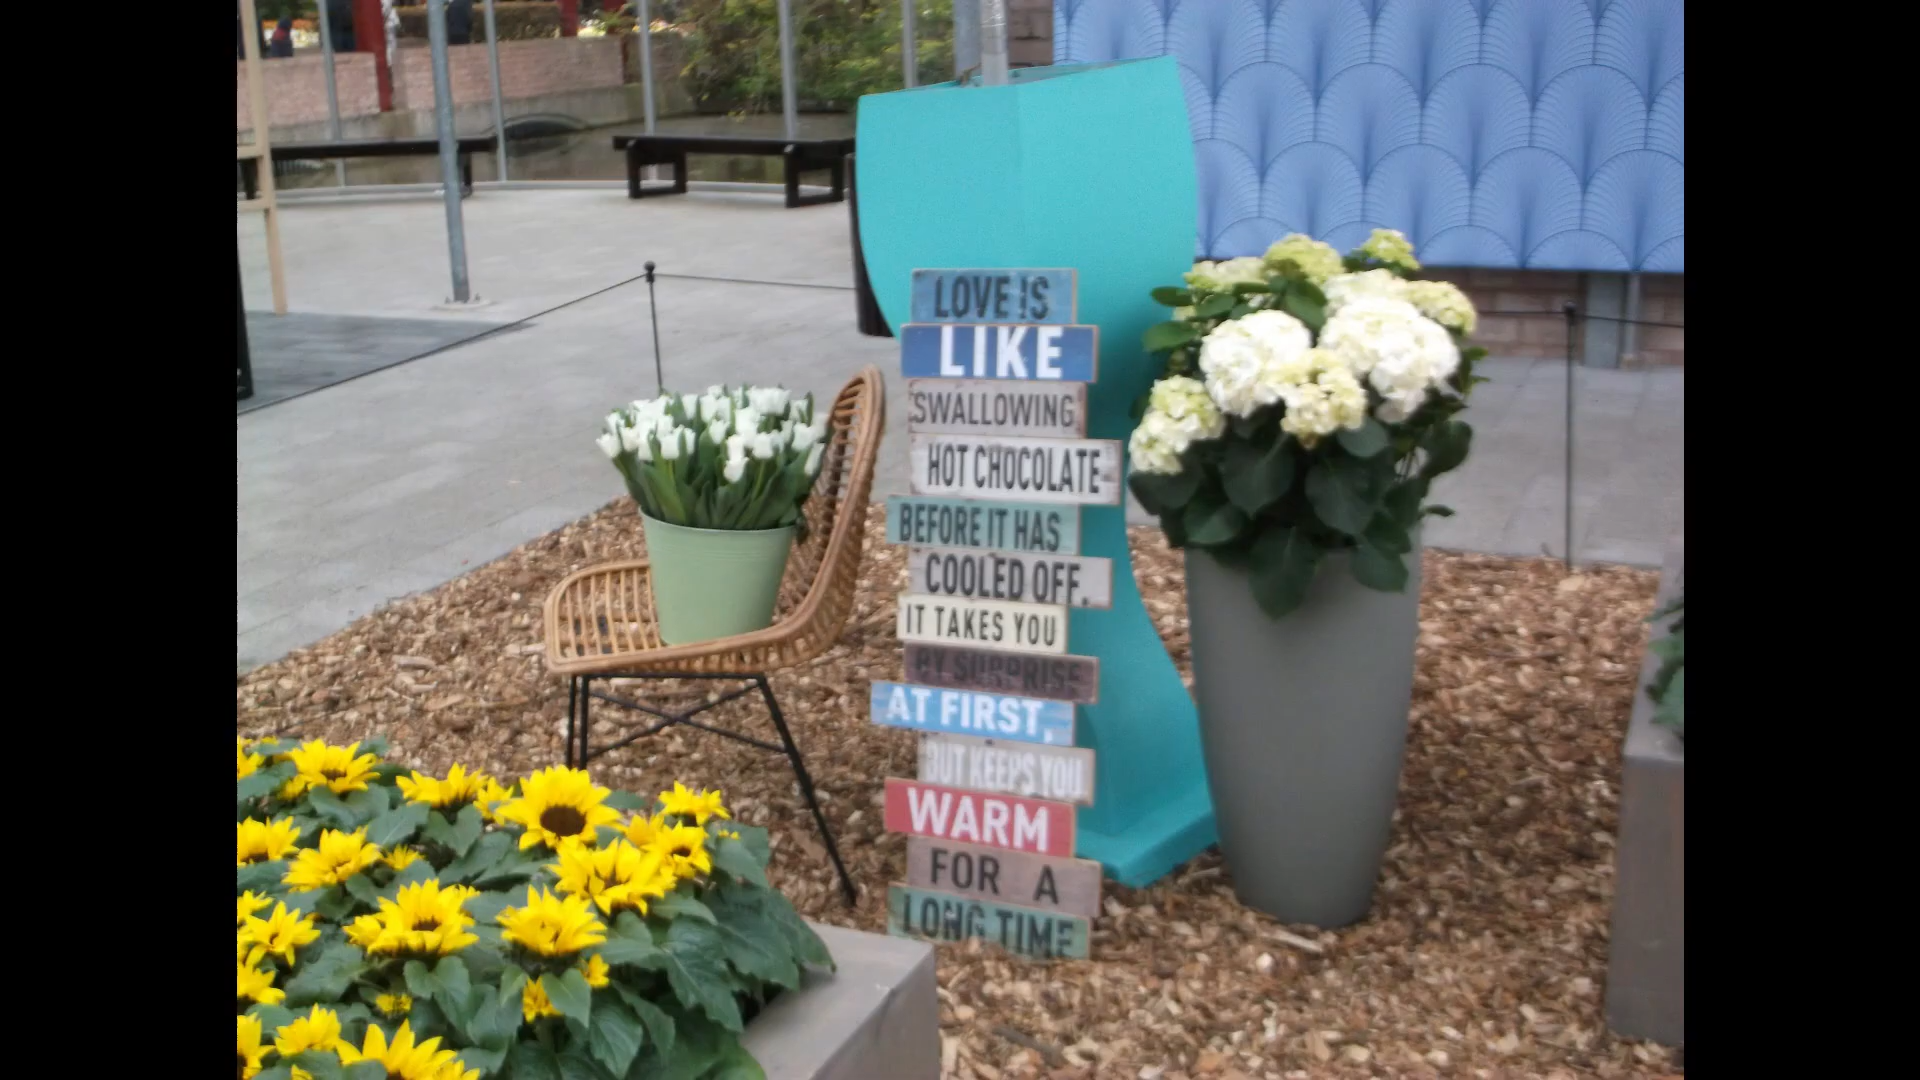 LOVE IS
LIKE
SWALLOWING
HOT CHOCOLATE
BEFORE IT HAS
COOLED OFF.
IT TAKES YOU
BY SURPRISE
AT FIRST,
BUT KEEPS YOU
WARM
FOR A
LONG TIME